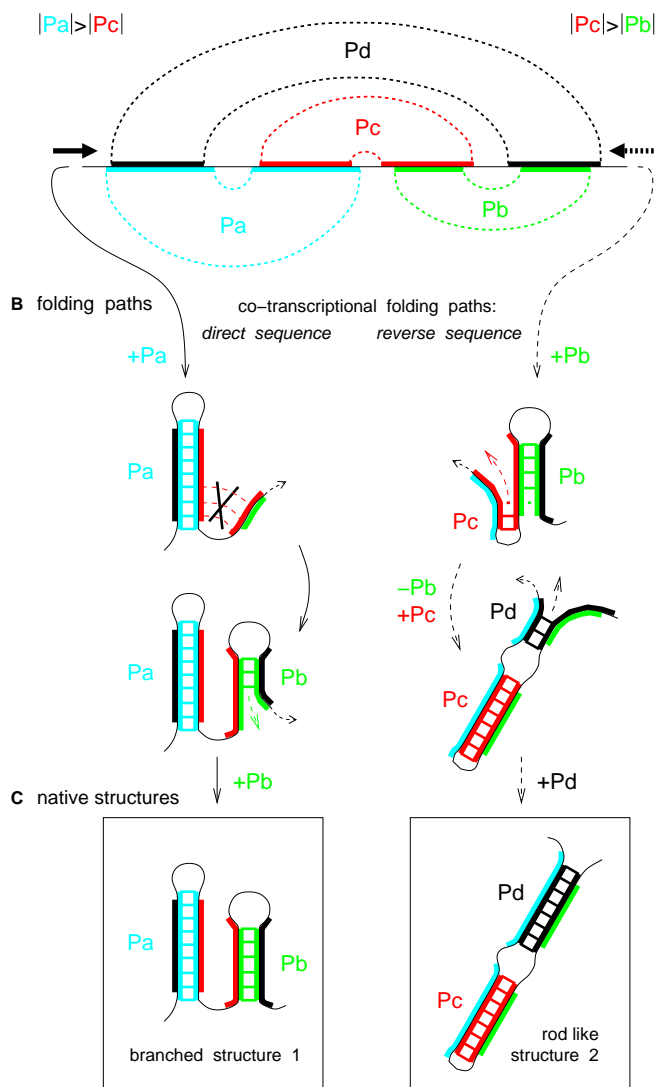 |Pa|>|Pc| |Pc|>|Pb|
Pd
Pc
Pa
Pb
B folding paths
co−transcriptional folding paths:
direct sequence reverse sequence
+Pa +Pb
Pa
Pb
Pc
−Pb
+Pc
Pd
Pa
Pb
Pc
+Pb
+Pd
C native structures
Pa
Pb
branched structure 1
Pd
Pc
rod like
structure 2